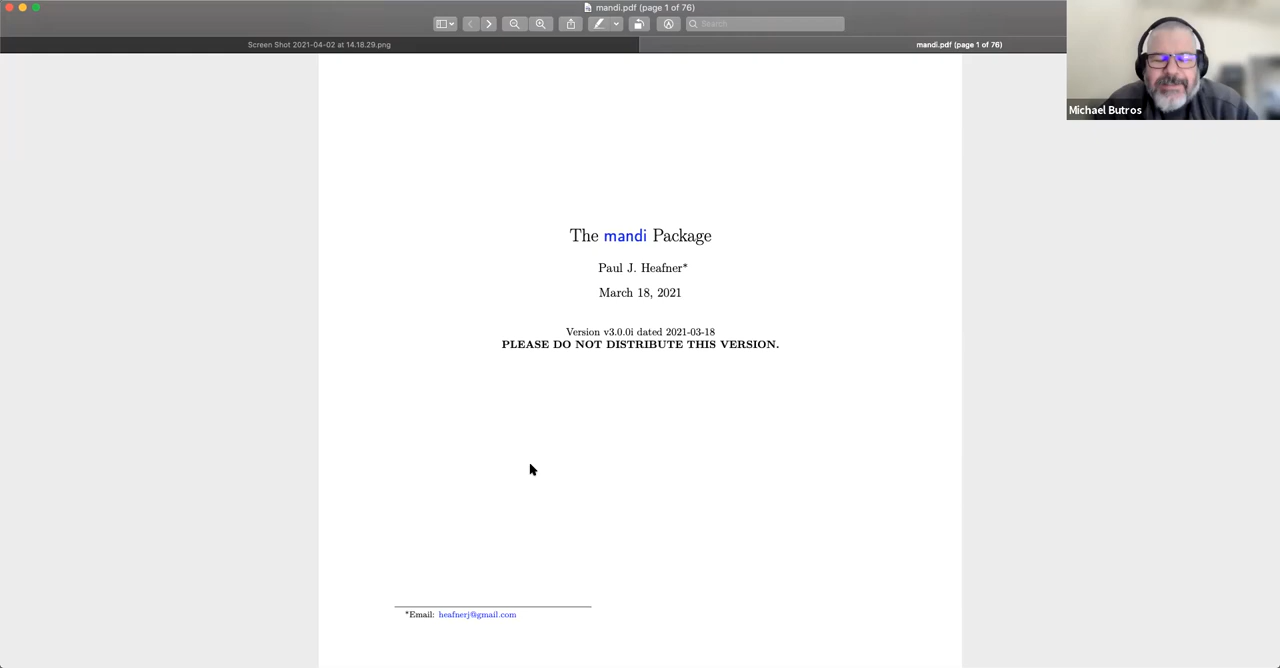 mandi.pdf (page 1 of 76)
Search
Screen Shot 2021-04-02 at 14.18.29.png
mandi.pdf (page 1 of 76)
Michael Butros
The mandi Package
Paul J. Heafner*
March 18, 2021
Version v3.0.0i dated 2021-03-18
PLEASE DO NOT DISTRIBUTE THIS VERSION.
*Email: heafnerj@gmail.com